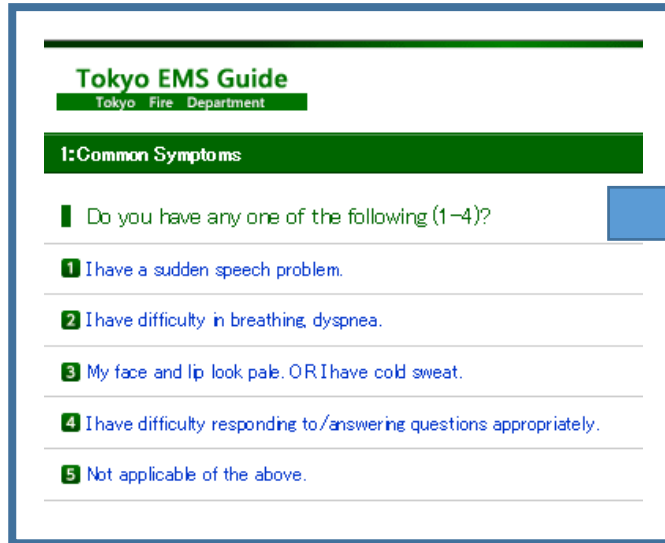 Tokyo EMS Guide
Tokyo Fire Department
1:Common Symptoms
Do you have any one of the following (1-4)?
1 I have a sudden speech problem.
2 I have difficulty in breathing, dyspnea.
3 My face and lip look pale. OR I have cold sweat.
4 I have difficulty responding to/answering questions appropriately.
5 Not applicable of the above.